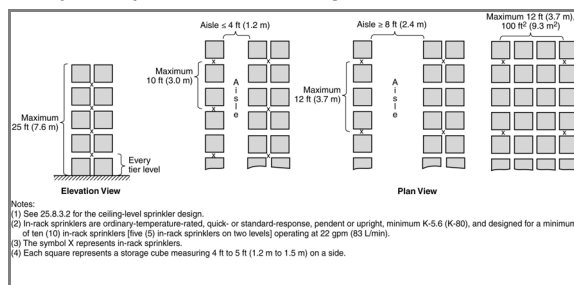 Aisle ≤ 4 ft (1.2 m)
Aisle ≥ 8 ft (2.4 m)
Maximum 12 ft (3.7 m),
100 ft² (9.3 m²)
Maximum
10 ft (3.0 m)
Aisle
Maximum
12 ft (3.7 m)
Aisle
Maximum
25 ft (7.6 m)
Every
tier level
x x x x
x x x x
x x x x
x x x x
Elevation View
Plan View
Notes:
(1) See 25.8.3.2 for the ceiling-level sprinkler design.
(2) In-rack sprinklers are ordinary-temperature-rated, quick- or standard-response, pendent or upright, minimum K-5.6 (K-80), and designed for a minimum
of ten (10) in-rack sprinklers [five (5) in-rack sprinklers on two levels] operating at 22 gpm (83 L/min).
(3) The symbol X represents in-rack sprinklers.
(4) Each square represents a storage cube measuring 4 ft to 5 ft (1.2 m to 1.5 m) on a side.